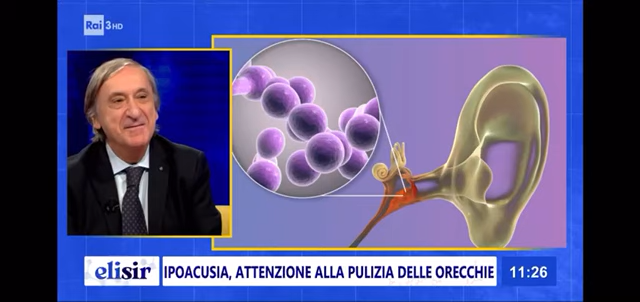 Rai 3 HD
elisir
IPOACUSIA, ATTENZIONE ALLA PULIZIA DELLE ORECCHIE
11:26